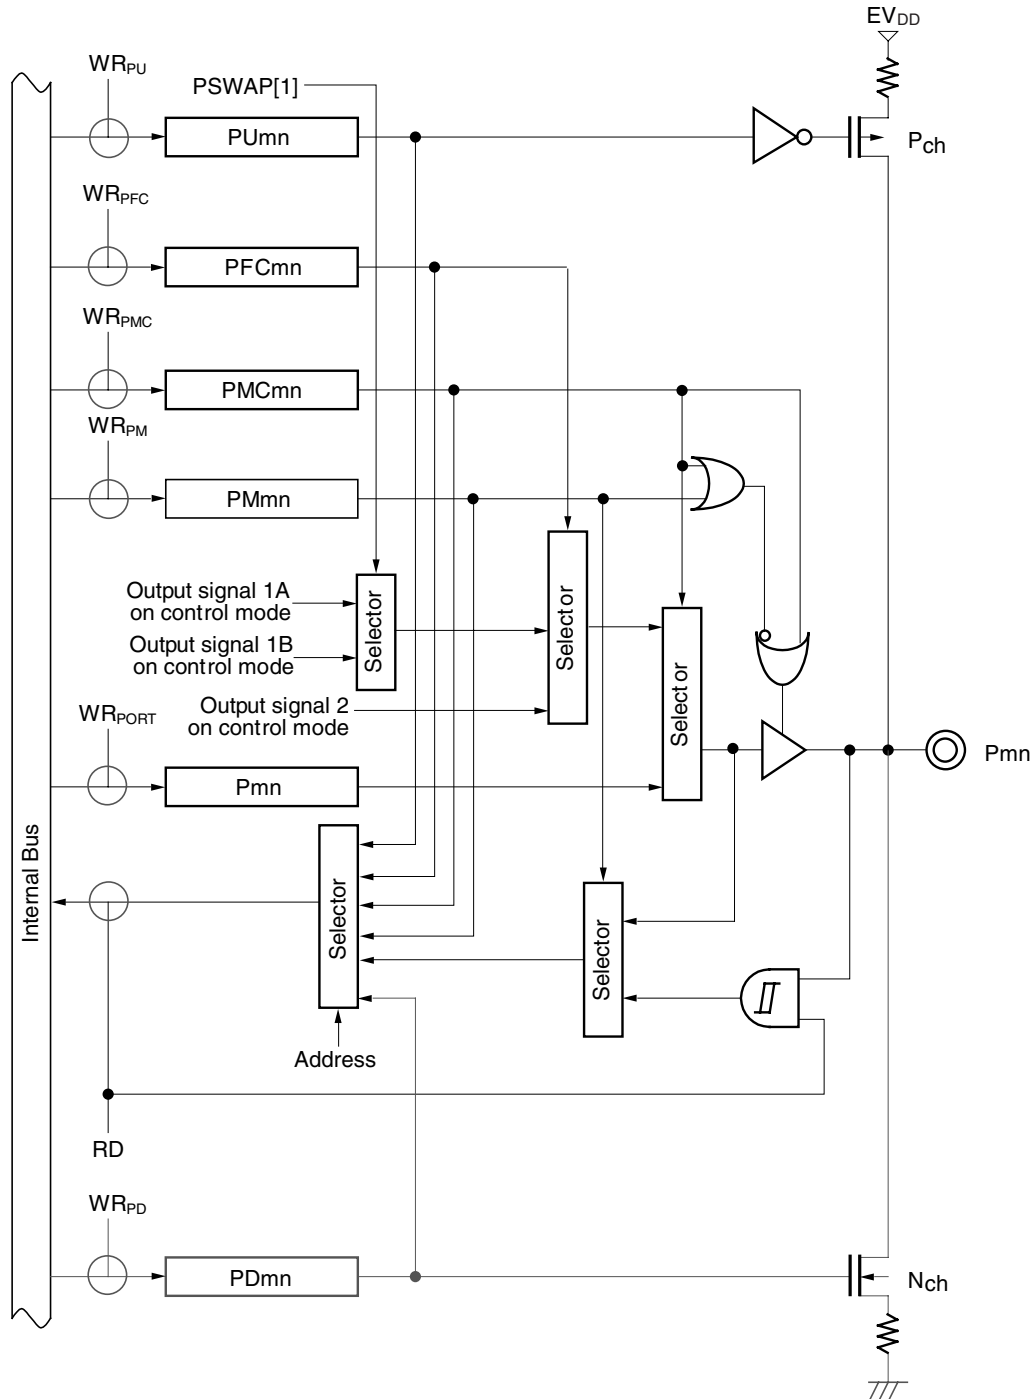 EVDD
WRPU
PSWAP[1]
PUmn
Pch
WRPFC
PFCmn
WRPMC
PMCmn
WRPM
PMmn
Output signal 1A
on control mode
Output signal 1B
on control mode
Selector
Selector
Selector
Output signal 2
on control mode
WRPORT
Pmn
Pmn
Internal Bus
Selector
Selector
Address
RD
WRPD
PDmn
Nch